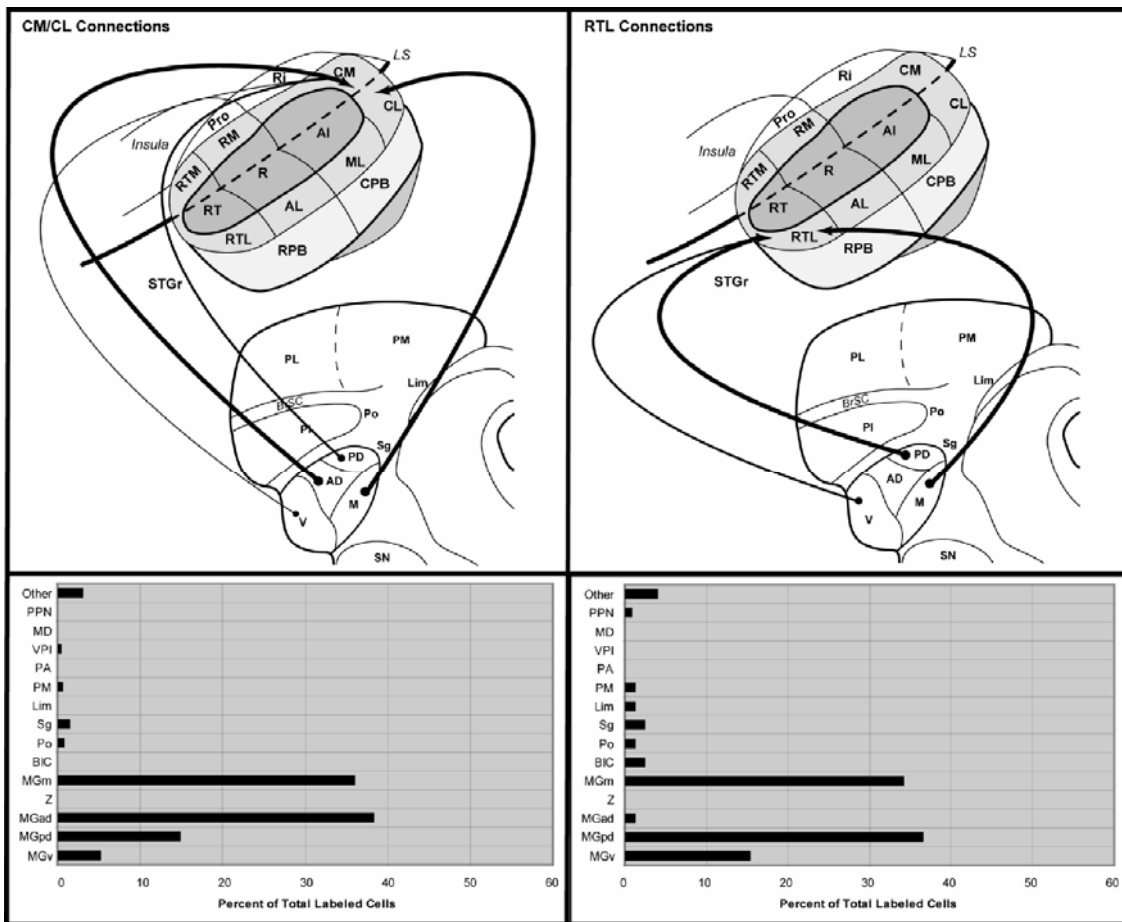 CM/CL Connections
LS
Ri
CM
CL
Pro
Insula
RM
AI
RTM
R
ML
CPB
RT
AL
RTL
RPB
STGr
PM
PL
Lim
BrSC
Po
PI
Sg
PD
AD
M
V
SN
RTL Connections
LS
Ri
CM
CL
Pro
Insula
RM
AI
RTM
R
ML
CPB
RT
AL
RTL
RPB
STGr
PM
PL
Lim
BrSC
Po
PI
Sg
PD
AD
M
V
SN
Other
PPN
MD
VPI
PA
PM
Lim
Sg
Po
BIC
MGm
Z
MGad
MGpd
MGv
0 10 20 30 40 50 60
Percent of Total Labeled Cells
Other
PPN
MD
VPI
PA
PM
Lim
Sg
Po
BIC
MGm
Z
MGad
MGpd
MGv
0 10 20 30 40 50 60
Percent of Total Labeled Cells